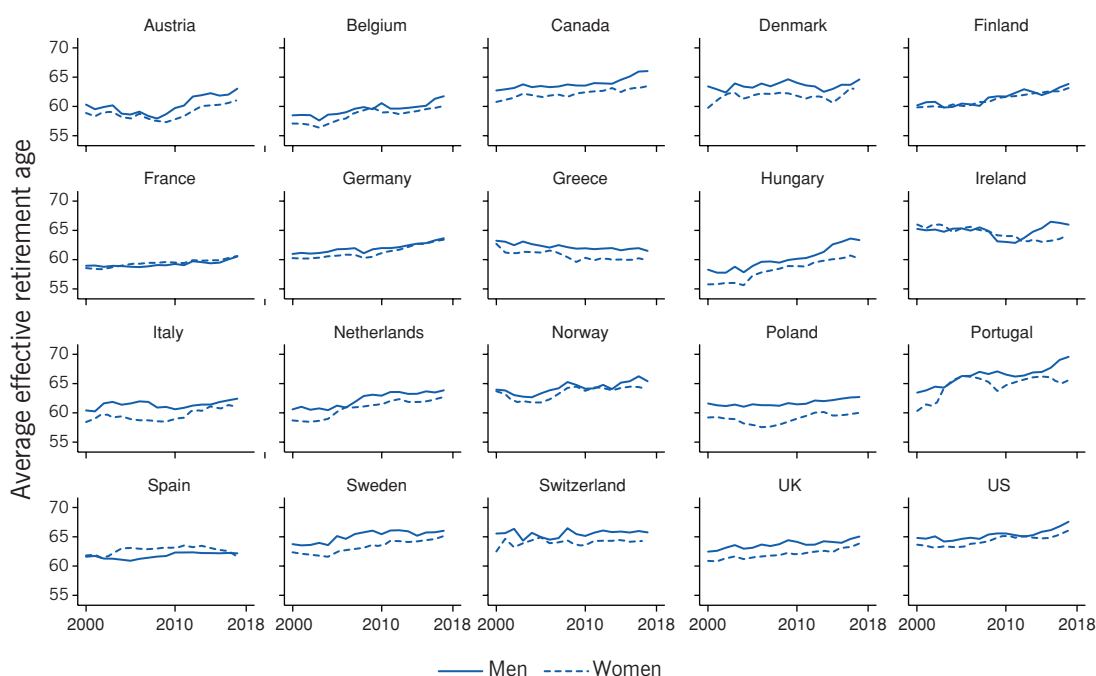 Average effective retirement age
Austria Belgium Canada Denmark Finland
70
65
60
55
France Germany Greece Hungary Ireland
70
65
60
55
Italy Netherlands Norway Poland Portugal
70
65
60
55
Spain Sweden Switzerland UK US
70
65
60
55
2000 2010 2018 2000 2010 2018 2000 2010 2018 2000 2010 2018 2000 2010 2018
Men Women